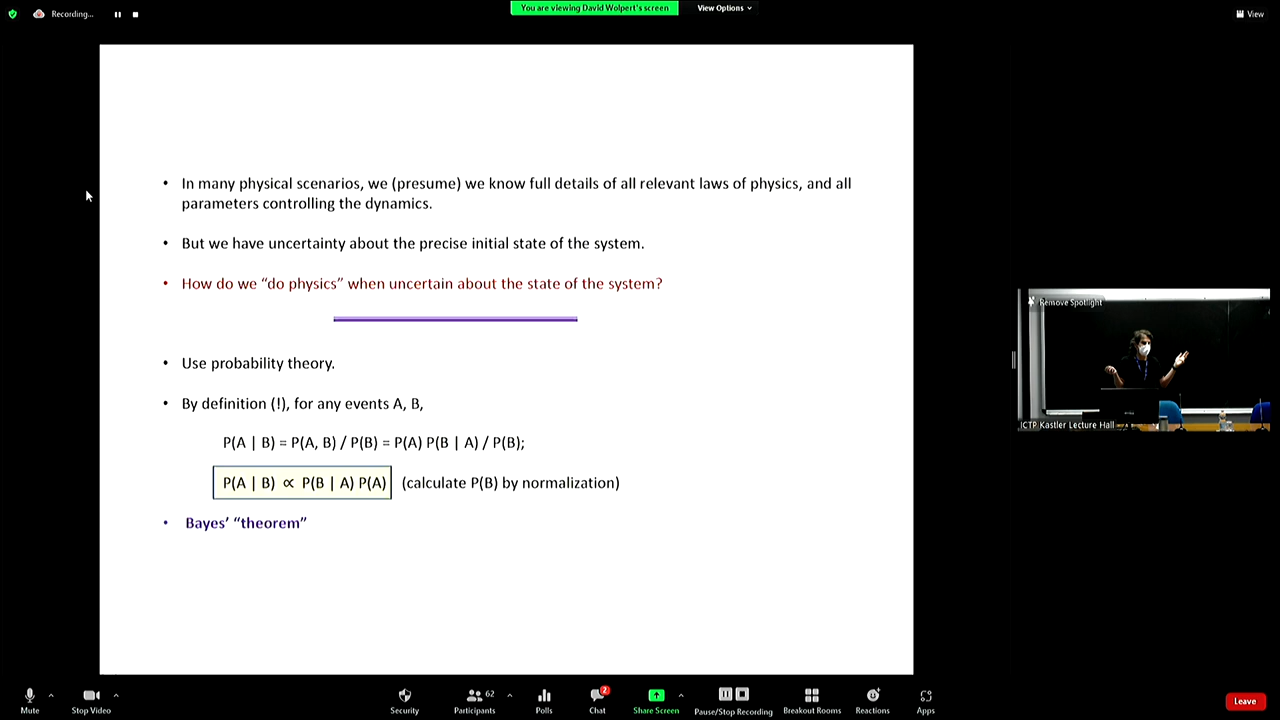 Recording...
You are viewing David Wolpert's screen
View Options
View
• In many physical scenarios, we (presume) we know full details of all relevant laws of physics, and all
parameters controlling the dynamics.
• But we have uncertainty about the precise initial state of the system.
• How do we “do physics” when uncertain about the state of the system?
Remove Spotlight
• Use probability theory.
• By definition (!), for any events A, B,
ICTP Kastler Lecture Hall
P(A | B) = P(A, B) / P(B) = P(A) P(B | A) / P(B);
P(A | B) ∝ P(B | A) P(A) (calculate P(B) by normalization)
• Bayes’ “theorem”
62
2
Mute
Stop Video
Security
Participants
Polls
Chat
Share Screen
Pause/Stop Recording
Breakout Rooms
Reactions
Apps
Leave